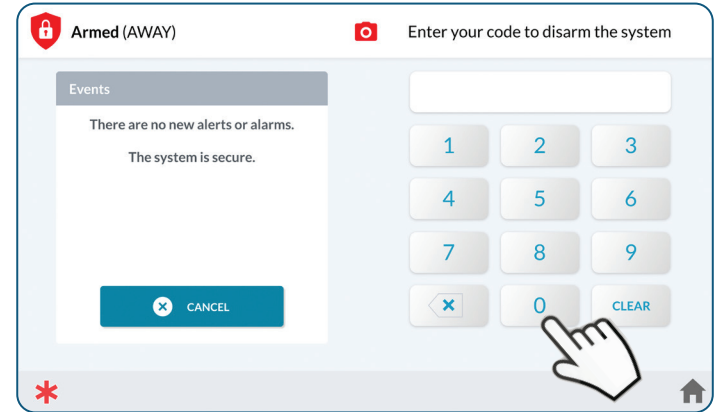 Armed (AWAY)
Enter your code to disarm the system
Events
There are no new alerts or alarms.
The system is secure.
CANCEL
1 2 3
4 5 6
7 8 9
0 CLEAR